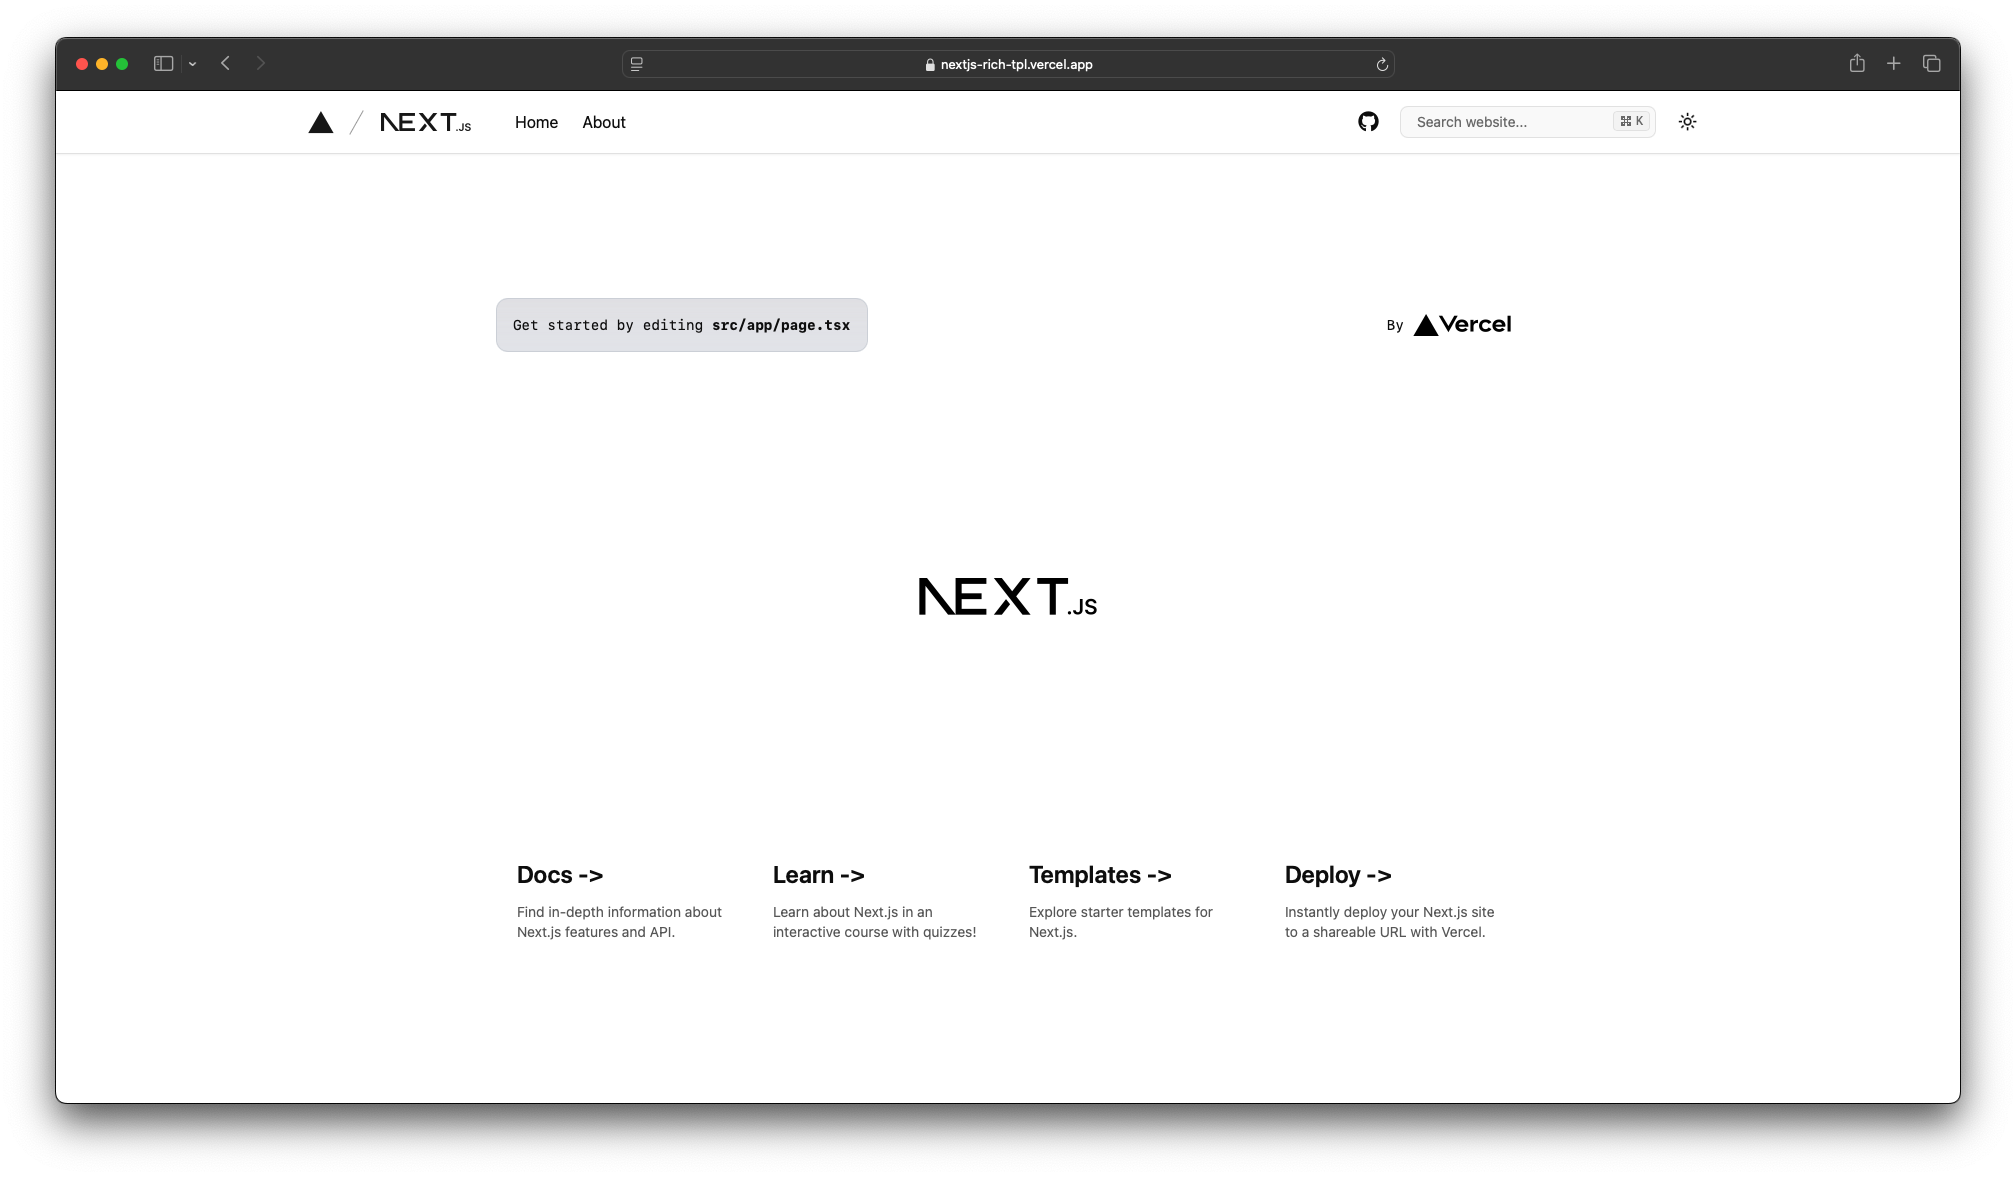 nextjs-rich-tpl.vercel.app
NEXT.JS
Home
About
Search website...
⌘ K
Get started by editing src/app/page.tsx
By Vercel
NEXT.JS
Docs ->
Find in-depth information about
Next.js features and API.
Learn ->
Learn about Next.js in an
interactive course with quizzes!
Templates ->
Explore starter templates for
Next.js.
Deploy ->
Instantly deploy your Next.js site
to a shareable URL with Vercel.